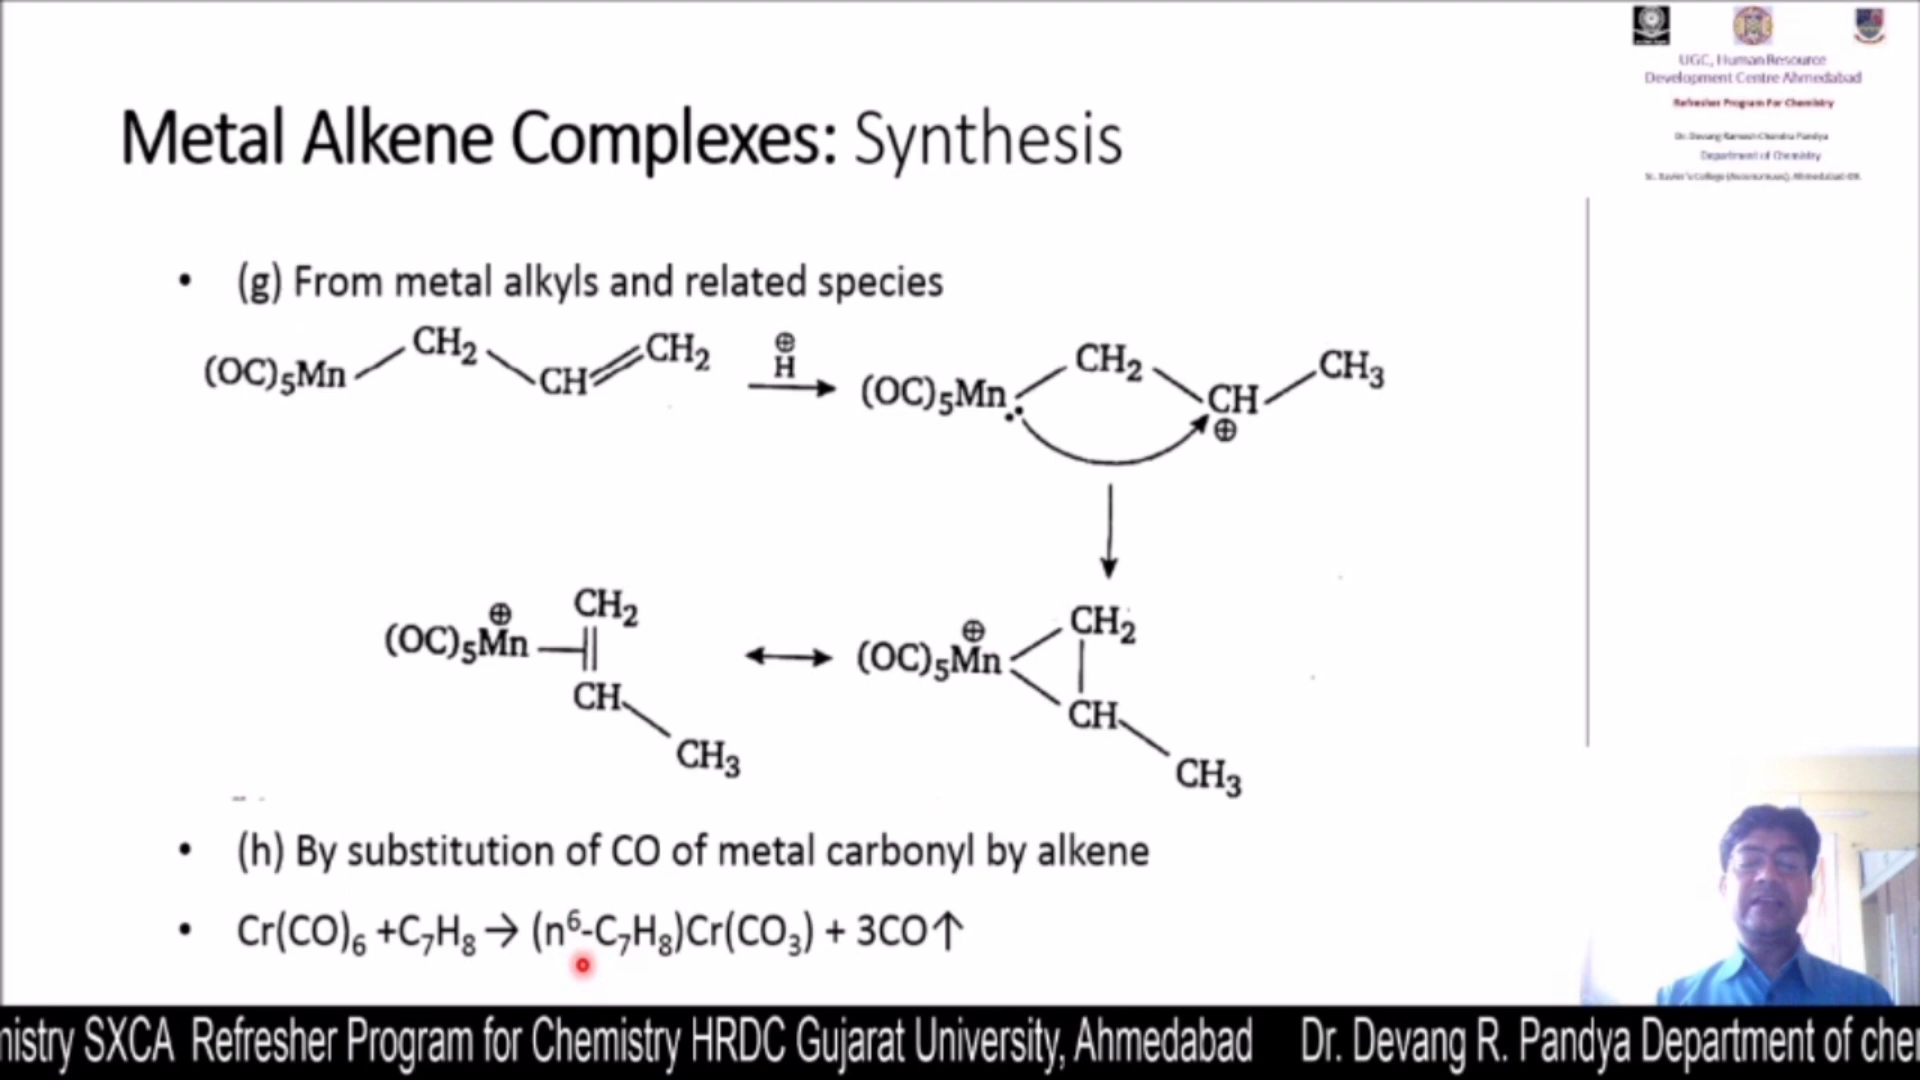 UGC, Human Resource
Development Centre Ahmedabad
Refresher Program For Chemistry
Dr. Devang Ramesh Chandra Pandya
Department of Chemistry
St. Xavier's College (Autonomous), Ahmedabad-09.
Metal Alkene Complexes: Synthesis
• (g) From metal alkyls and related species
(OC)₅Mn CH₂ CH CH₂ ⊕ H (OC)₅Mn CH₂ CH ⊕ CH₃
(OC)₅Mn ⊕ CH₂ CH CH₃ (OC)₅Mn ⊕ CH₂ CH CH₃
• (h) By substitution of CO of metal carbonyl by alkene
• Cr(CO)₆ +C₇H₈→ (n⁶-C₇H₈)Cr(CO₃) + 3CO↑
nistry SXCA Refresher Program for Chemistry HRDC Gujarat University, Ahmedabad Dr. Devang R. Pandya Department of cher